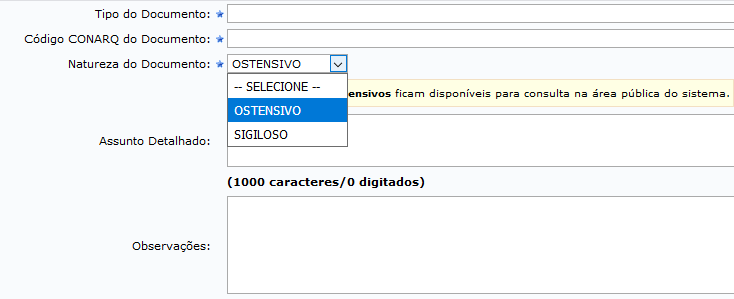 Tipo do Documento:
Código CONARQ do Documento:
Natureza do Documento: OSTENSIVO
-- SELECIONE --
OSTENSIVO
SIGILOSO
ensivos ficam disponíveis para consulta na área pública do sistema.
Assunto Detalhado:
(1000 caracteres/0 digitados)
Observações: